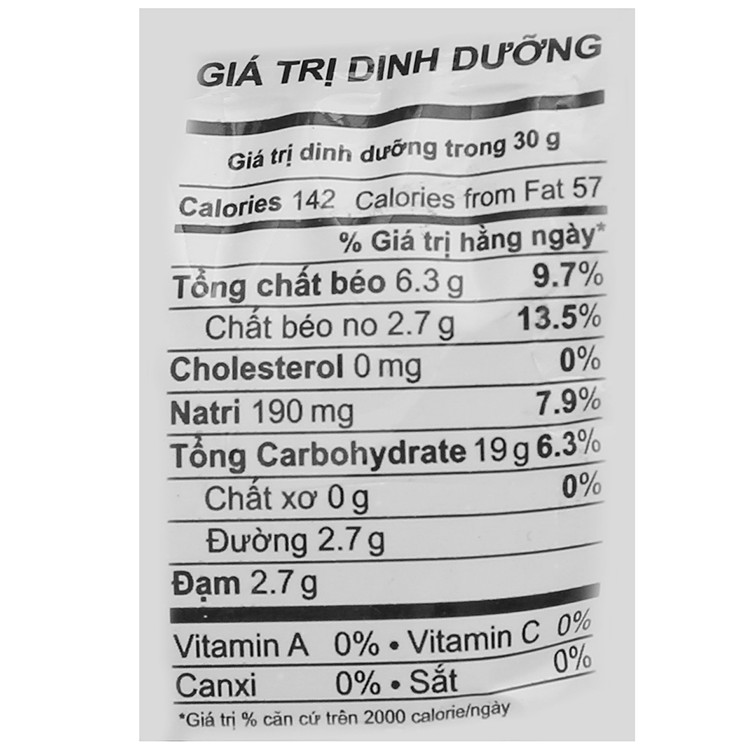 GIÁ TRỊ DINH DƯỠNG
Giá trị dinh dưỡng trong 30 g
Calories 142 Calories from Fat 57
% Giá trị hằng ngày*
Tổng chất béo 6.3 g 9.7%
Chất béo no 2.7 g 13.5%
Cholesterol 0 mg 0%
Natri 190 mg 7.9%
Tổng Carbohydrate 19 g 6.3%
Chất xơ 0 g 0%
Đường 2.7 g
Đạm 2.7 g
Vitamin A 0% • Vitamin C 0%
Canxi 0% • Sắt 0%
*Giá trị % căn cứ trên 2000 calorie/ngày